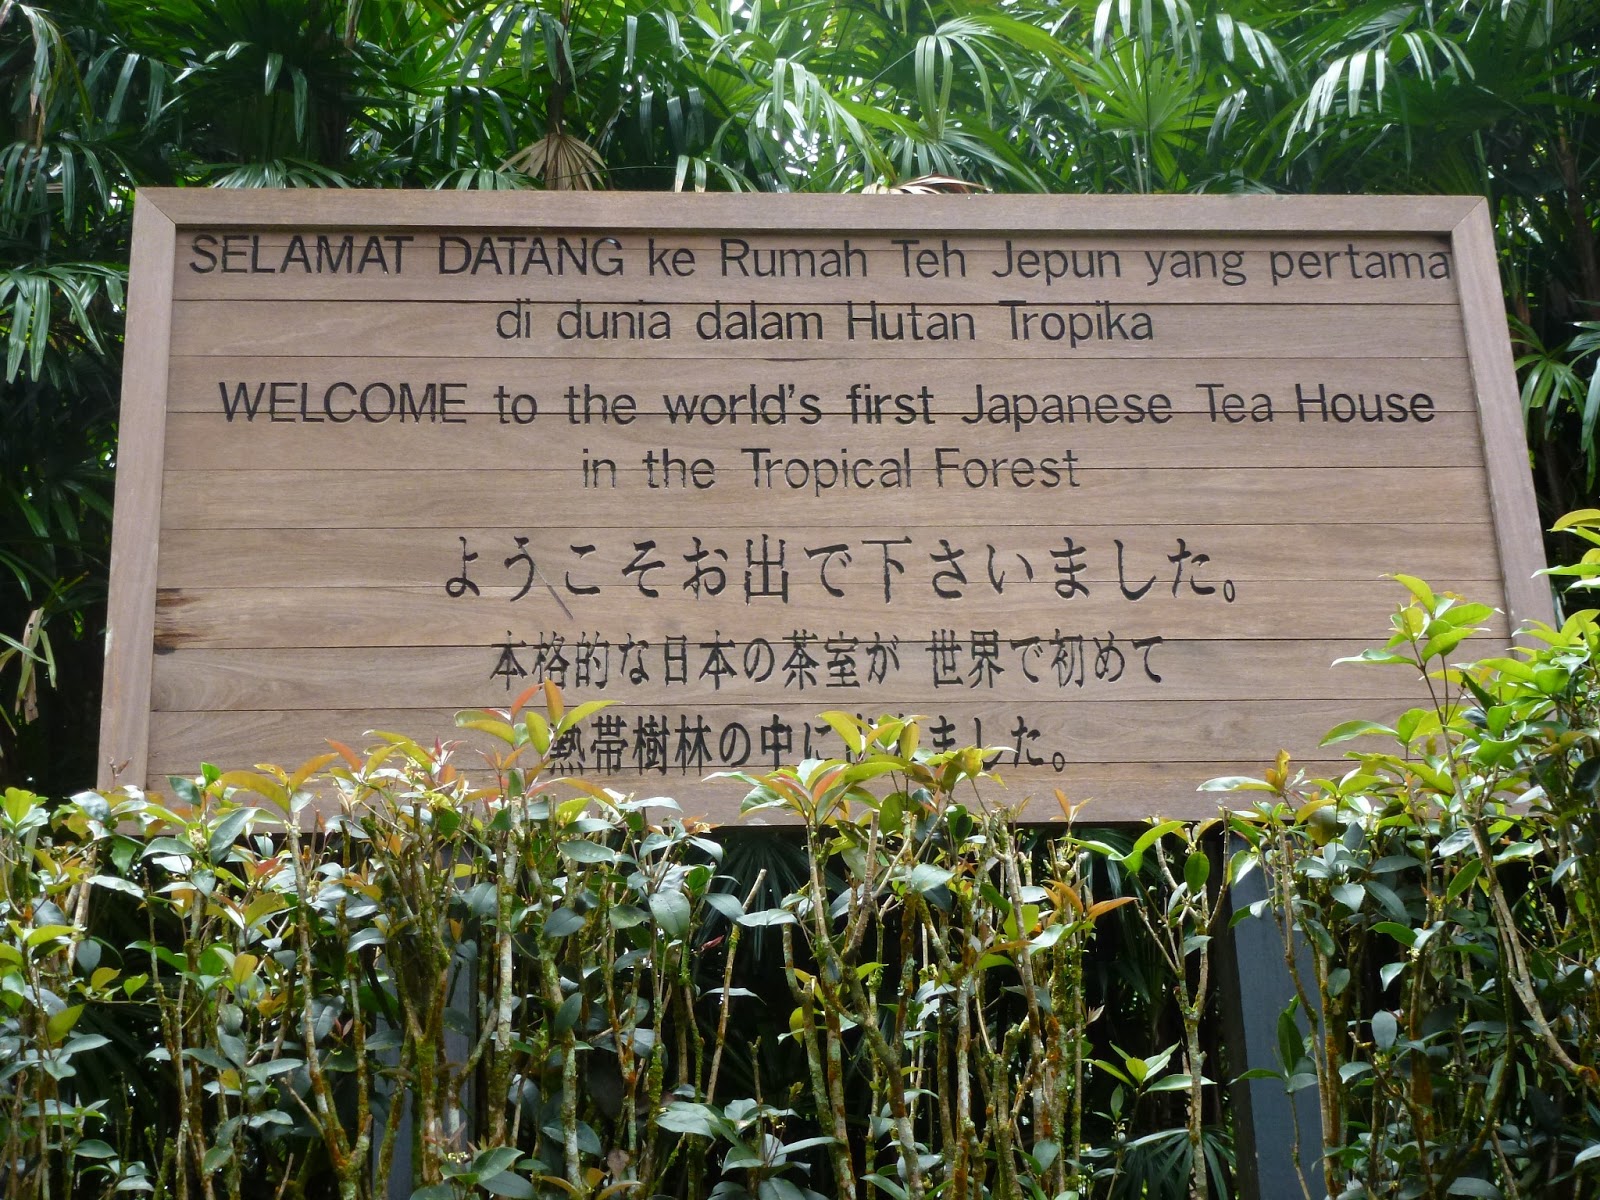 SELAMAT DATANG ke Rumah Teh Jepun yang pertama
di dunia dalam Hutan Tropika
WELCOME to the world's first Japanese Tea House
in the Tropical Forest
ようこそお出で下さいました。
本格的な日本の茶室が 世界で初めて
熱帯樹林の中に ました。